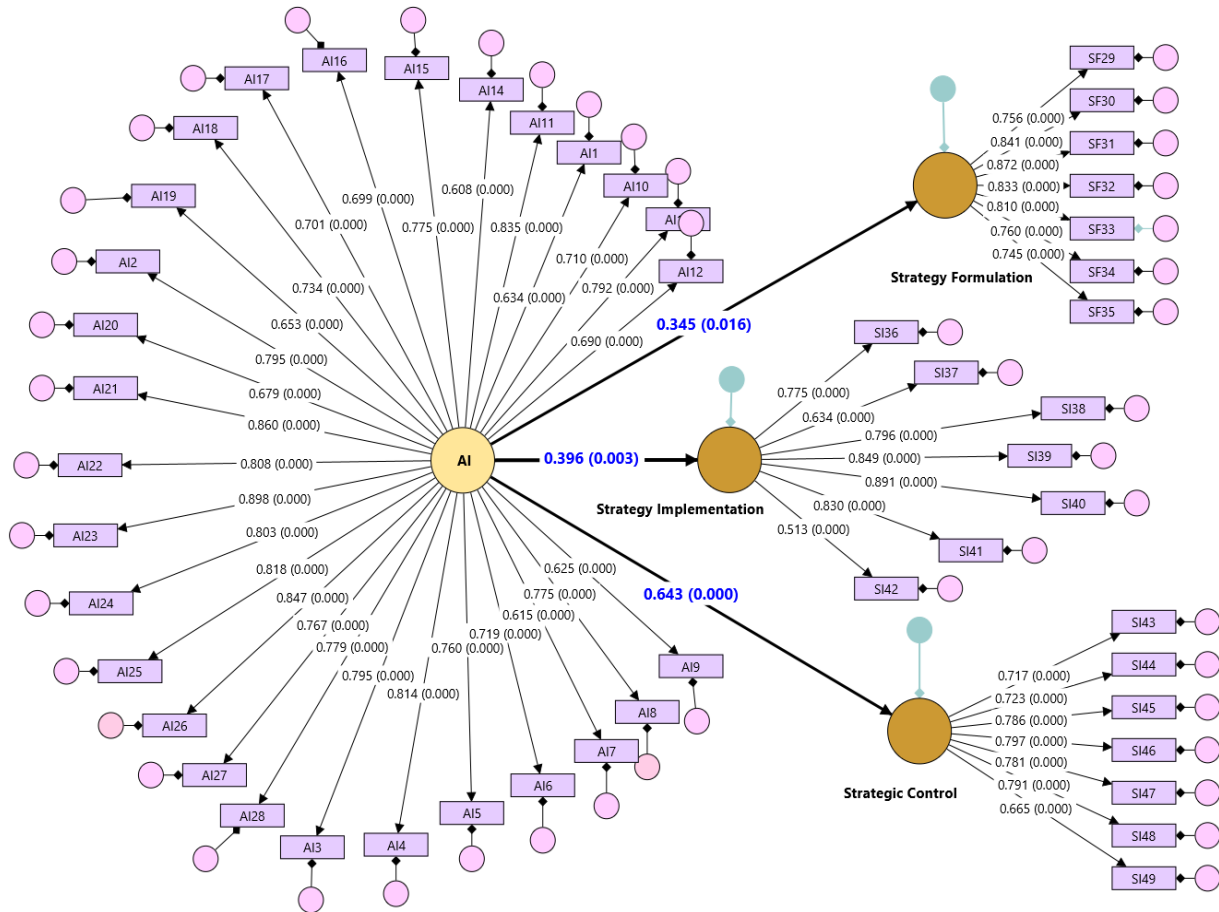 AI16
AI15
AI17
AI14
AI11
AI18
AI1
AI10
AI19
AI12
AI2
AI20
AI21
AI22
AI23
AI24
AI25
AI26
AI27
AI28
AI3
AI4
AI5
AI6
AI7
AI8
AI9
0.699 (0.000)
0.775 (0.000)
0.608 (0.000)
0.835 (0.000)
0.701 (0.000)
0.710 (0.000)
0.792 (0.000)
0.734 (0.000)
0.634 (0.000)
0.653 (0.000)
0.690 (0.000)
0.795 (0.000)
0.679 (0.000)
0.860 (0.000)
0.808 (0.000)
0.898 (0.000)
0.803 (0.000)
0.818 (0.000)
0.847 (0.000)
0.767 (0.000)
0.779 (0.000)
0.795 (0.000)
0.814 (0.000)
0.760 (0.000)
0.719 (0.000)
0.615 (0.000)
0.775 (0.000)
0.625 (0.000)
AI
0.345 (0.016)
0.396 (0.003)
0.643 (0.000)
Strategy Formulation
0.756 (0.000)
0.841 (0.000)
0.872 (0.000)
0.833 (0.000)
0.810 (0.000)
0.760 (0.000)
0.745 (0.000)
SF29
SF30
SF31
SF32
SF33
SF34
SF35
Strategy Implementation
0.775 (0.000)
0.634 (0.000)
0.796 (0.000)
0.849 (0.000)
0.891 (0.000)
0.830 (0.000)
0.513 (0.000)
SI36
SI37
SI38
SI39
SI40
SI41
SI42
Strategic Control
0.717 (0.000)
0.723 (0.000)
0.786 (0.000)
0.797 (0.000)
0.781 (0.000)
0.791 (0.000)
0.665 (0.000)
SI43
SI44
SI45
SI46
SI47
SI48
SI49